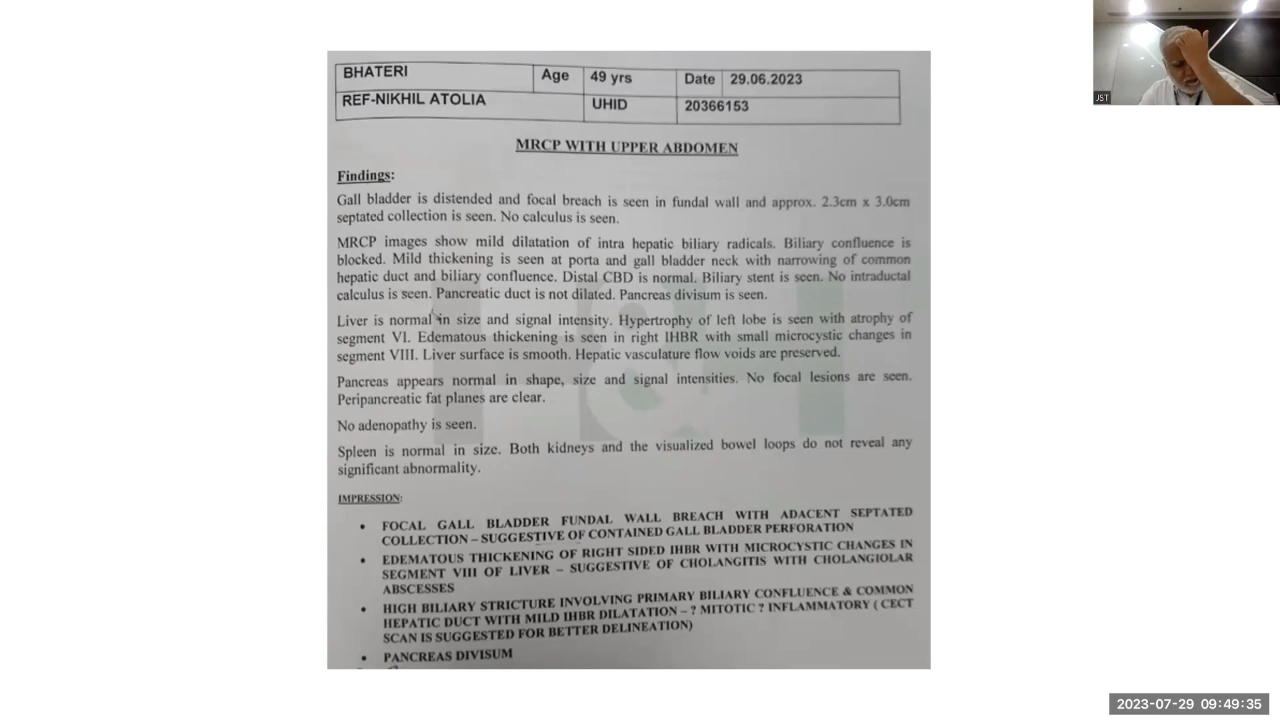 BHATERI Age 49 yrs Date 29.06.2023
REF-NIKHIL ATOLIA UHID 20366153
MRCP WITH UPPER ABDOMEN
Findings:
Gall bladder is distended and focal breach is seen in fundal wall and approx. 2.3cm x 3.0cm
septated collection is seen. No calculus is seen.
MRCP images show mild dilatation of intra hepatic biliary radicals. Biliary confluence is
blocked. Mild thickening is seen at porta and gall bladder neck with narrowing of common
hepatic duct and biliary confluence. Distal CBD is normal. Biliary stent is seen. No intraductal
calculus is seen. Pancreatic duct is not dilated. Pancreas divisum is seen.
Liver is normal in size and signal intensity. Hypertrophy of left lobe is seen with atrophy of
segment VI. Edematous thickening is seen in right IHBR with small microcystic changes in
segment VIII. Liver surface is smooth. Hepatic vasculature flow voids are preserved.
Pancreas appears normal in shape, size and signal intensities. No focal lesions are seen.
Peripancreatic fat planes are clear.
No adenopathy is seen.
Spleen is normal in size. Both kidneys and the visualized bowel loops do not reveal any
significant abnormality.
IMPRESSION:
• FOCAL GALL BLADDER FUNDAL WALL BREACH WITH ADACENT SEPTATED
COLLECTION – SUGGESTIVE OF CONTAINED GALL BLADDER PERFORATION
• EDEMATOUS THICKENING OF RIGHT SIDED IHBR WITH MICROCYSTIC CHANGES IN
SEGMENT VIII OF LIVER – SUGGESTIVE OF CHOLANGITIS WITH CHOLANGIOLAR
ABSCESSES
• HIGH BILIARY STRICTURE INVOLVING PRIMARY BILIARY CONFLUENCE & COMMON
HEPATIC DUCT WITH MILD IHBR DILATATION – ? MITOTIC ? INFLAMMATORY ( CECT
SCAN IS SUGGESTED FOR BETTER DELINEATION)
• PANCREAS DIVISUM
JST
2023-07-29 09:49:35